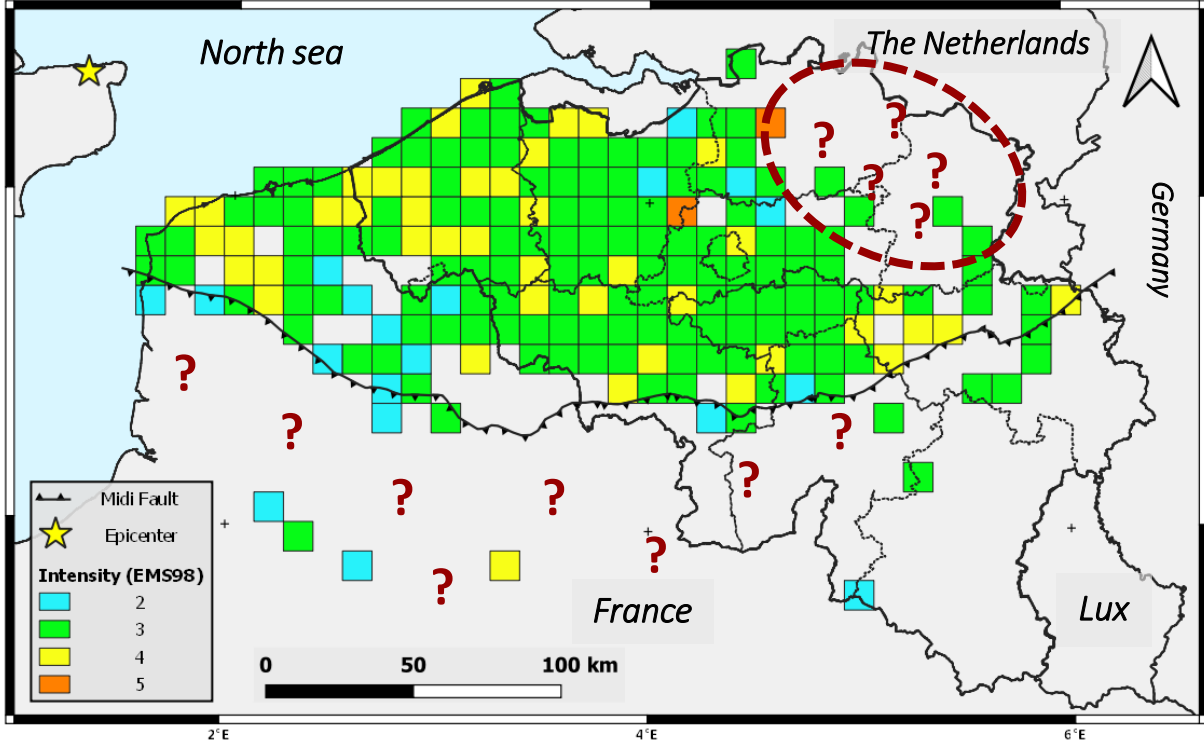 North sea
The Netherlands
?
?
?
?
?
Germany
?
?
?
?
?
?
?
?
Midi Fault
Epicenter
Intensity (EMS98)
2
3
4
5
France
Lux
0 50 100 km
2°E 4°E 6°E